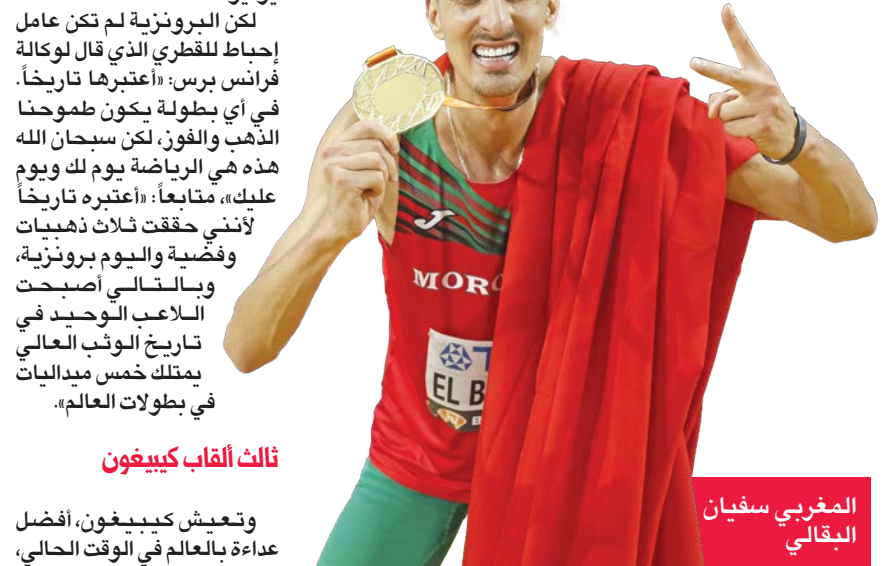 لكن البرونزية لم تكن عامل
إحباط للقطري الذي قال لوكالة
فرانس برس: «أعتبرها تاريخاً.
في أي بطولة يكون طموحنا
الذهب والفوز، لكن سبحان الله
هذه هي الرياضة يوم لك ويوم
عليك»، متابعاً: «أعتبره تاريخاً
لأنني حققت ثلاث ذهبيات
وفضية واليوم برونزية،
وبالتالي أصبحت
اللاعب الوحيد في
تاريخ الوثب العالي
يمتلك خمس ميداليات
في بطولات العالم».
ثالث ألقاب كيبيغون
وتعيش كيبيغون، أفضل
عداءة بالعالم في الوقت الحالي،
MORO
EL B
المغربي سفيان
البقالي